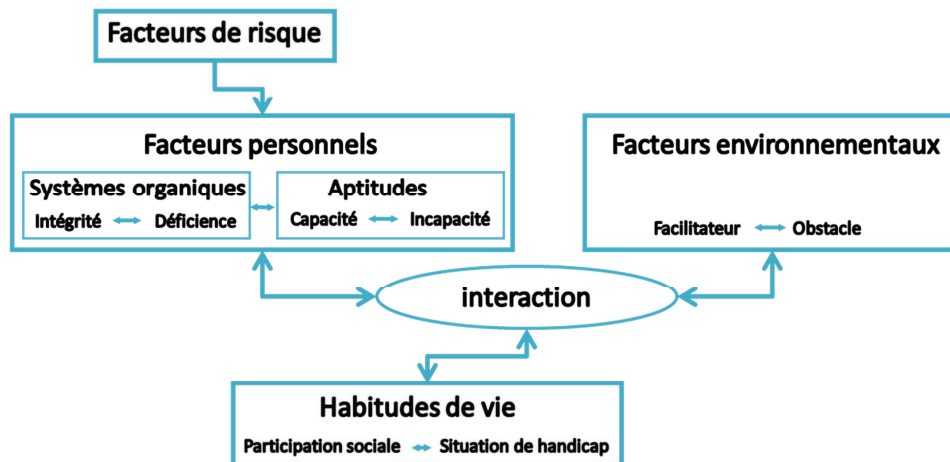 Facteurs de risque
Facteurs personnels
Systèmes organiques
Intégrité Déficience
Aptitudes
Capacité Incapacité
Facteurs environnementaux
Facilitateur Obstacle
interaction
Habitudes de vie
Participation sociale Situation de handicap